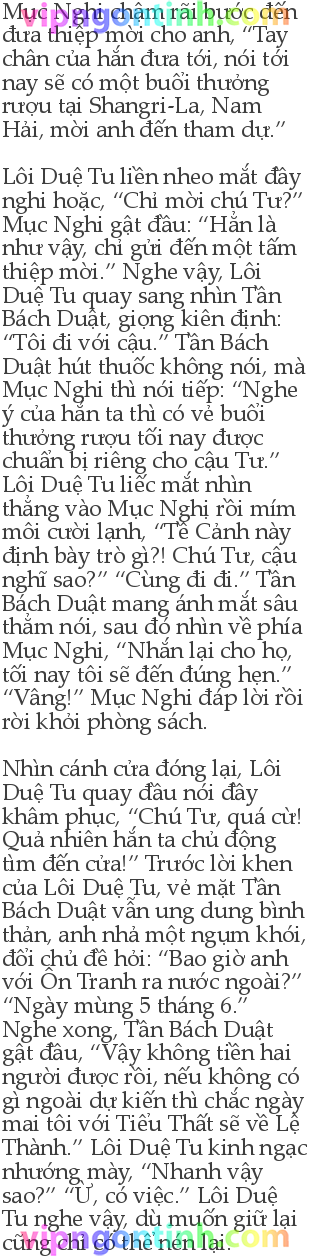 Mục Nghị chậm rãi bước đến
vipngontinh.com
đưa thiệp mời cho anh, “Tay
chân của hắn đưa tới, nói tối
nay sẽ có một buổi thưởng
rượu tại Shangri-La, Nam
Hải, mời anh đến tham dự.”
Lôi Duệ Tu liền nheo mắt đầy
nghi hoặc, “Chỉ mời chú Tư?”
Mục Nghi gật đầu: “Hẳn là
như vậy, chỉ gửi đến một tấm
thiệp mời.” Nghe vậy, Lôi
Duệ Tu quay sang nhìn Tần
Bách Duật, giọng kiên định:
“Tôi đi với cậu.” Tần Bách
Duật hút thuốc không nói, mà
Mục Nghi thì nói tiếp: “Nghe
ý của hắn ta thì có vẻ buổi
thưởng rượu tối nay được
chuẩn bị riêng cho cậu Tư.”
Lôi Duệ Tu liếc mắt nhìn
thẳng vào Mục Nghị rồi mím
môi cười lạnh, “Tề Cảnh này
định bày trò gì?! Chú Tư, cậu
nghĩ sao?” “Cùng đi đi.” Tần
Bách Duật mang ánh mắt sâu
thẳm nói, sau đó nhìn về phía
Mục Nghi, “Nhắn lại cho họ,
tối nay tôi sẽ đến đúng hẹn.”
“Vâng!” Mục Nghi đáp lời rồi
rời khỏi phòng sách.
Nhìn cánh cửa đóng lại, Lôi
Duệ Tu quay đầu nói đầy
khâm phục, “Chú Tư, quá cừ!
Quả nhiên hắn ta chủ động
tìm đến cửa!” Trước lời khen
của Lôi Duệ Tu, vẻ mặt Tần
Bách Duật vẫn ung dung bình
thản, anh nhả một ngụm khói,
đổi chủ đề hỏi: “Bao giờ anh
với Ôn Tranh ra nước ngoài?”
“Ngày mùng 5 tháng 6.”
Nghe xong, Tần Bách Duật
gật đầu, “Vậy không tiễn hai
người được rồi, nếu không có
gì ngoài dự kiến thì chắc ngày
mai tôi với Tiểu Thất sẽ về Lệ
Thành.” Lôi Duệ Tu kinh ngạc
nhướng mày, “Nhanh vậy
sao?” “Ừ, có việc.” Lôi Duệ
Tu nghe vậy, dù muốn giữ lại
cũng chỉ có thể nén lại.
vipngontinh.com